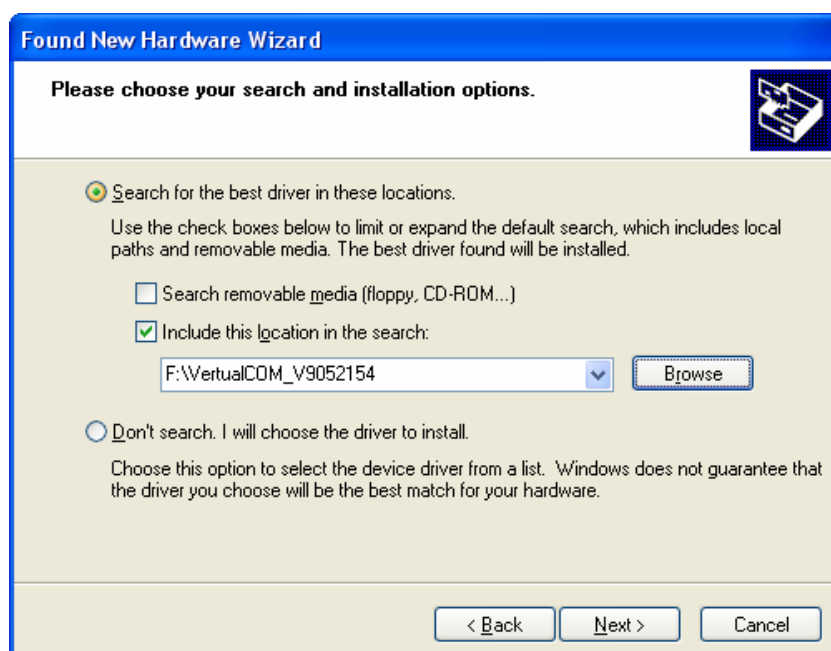 Found New Hardware Wizard
Please choose your search and installation options.
Search for the best driver in these locations.
Use the check boxes below to limit or expand the default search, which includes local
paths and removable media. The best driver found will be installed.
Search removable media (floppy, CD-ROM...)
Include this location in the search:
F:\VertualCOM_V9052154
Browse
Don't search. I will choose the driver to install.
Choose this option to select the device driver from a list. Windows does not guarantee that
the driver you choose will be the best match for your hardware.
< Back Next > Cancel